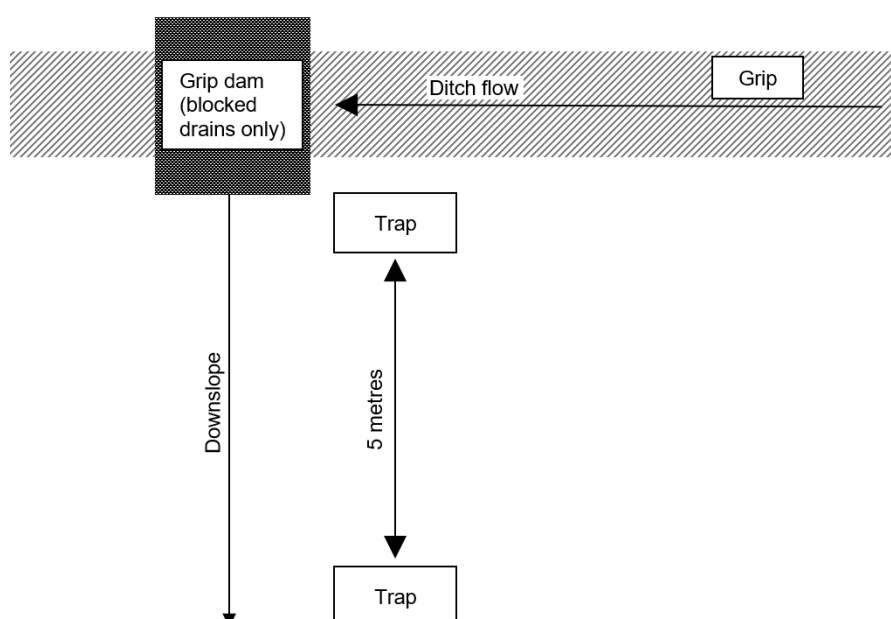 Grip dam
(blocked
drains only)
Ditch flow
Grip
Trap
Downslope
5 metres
Trap